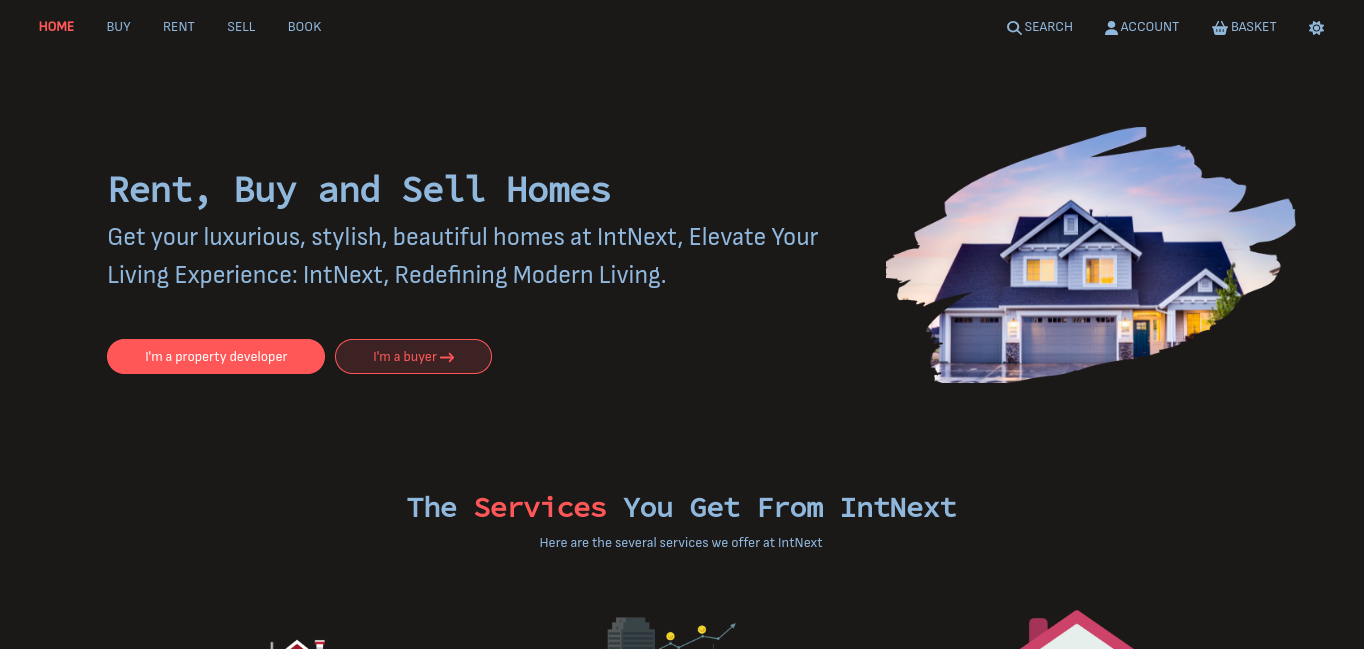 HOME BUY RENT SELL BOOK SEARCH ACCOUNT BASKET
Rent, Buy and Sell Homes
Get your luxurious, stylish, beautiful homes at IntNext, Elevate Your
Living Experience: IntNext, Redefining Modern Living.
I'm a property developer I'm a buyer
The Services You Get From IntNext
Here are the several services we offer at IntNext